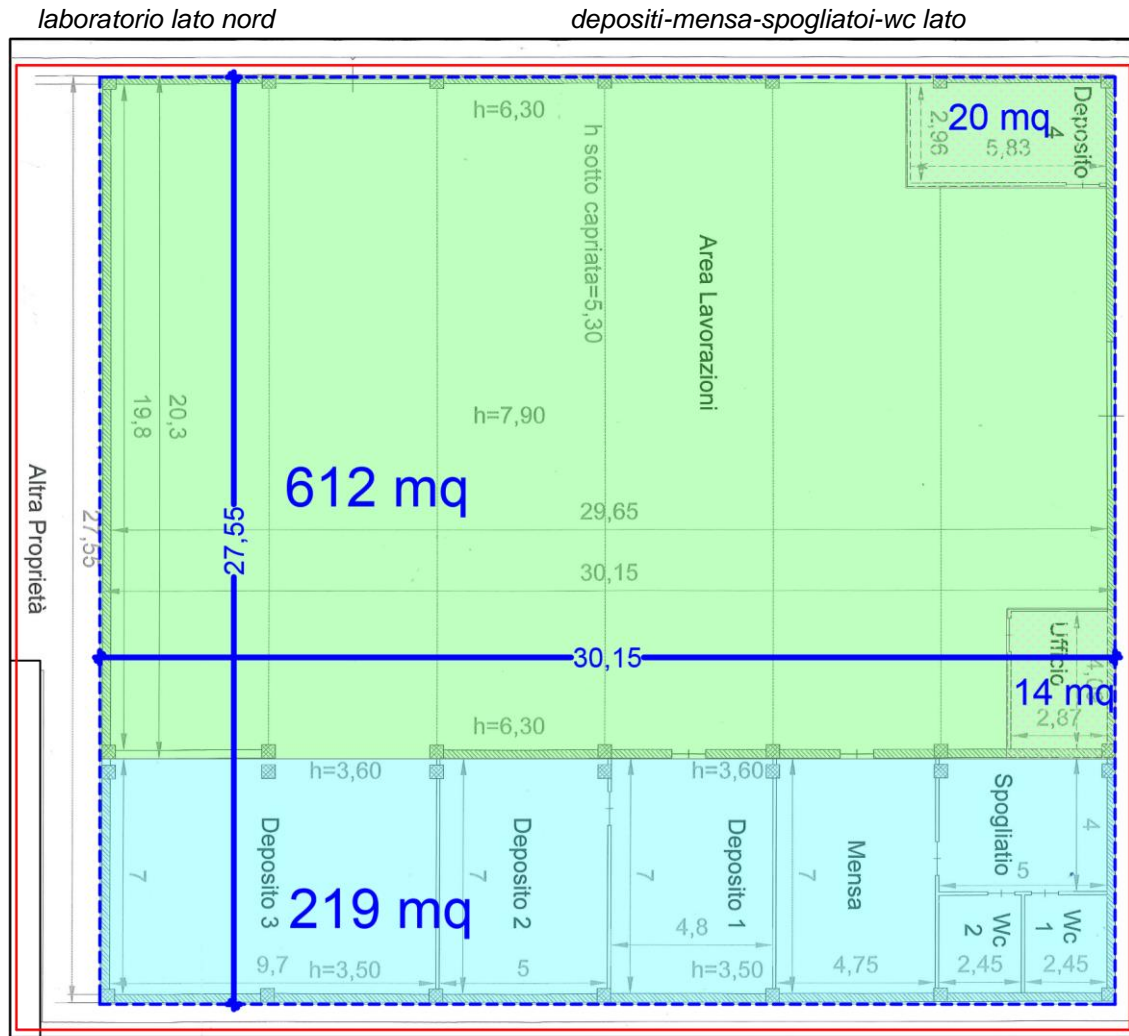 laboratorio lato nord
depositi-mensa-spogliatoi-wc lato
h=6,30
h sotto capriata=5,30
Area Lavorazioni
Deposito
4
20 mq
2,96
5,83
h=7,90
20,3
19,8
612 mq
27,55
27,55
Altra Proprietà
29,65
30,15
30,15
Ufficio
14 mq
2,87
h=6,30
h=3,60
h=3,60
Deposito 3
7
219 mq
9,7
h=3,50
Deposito 2
7
5
Deposito 1
7
4,8
h=3,50
Mensa
7
4,75
Spogliatio
4
5
Wc
2
2,45
Wc
1
2,45